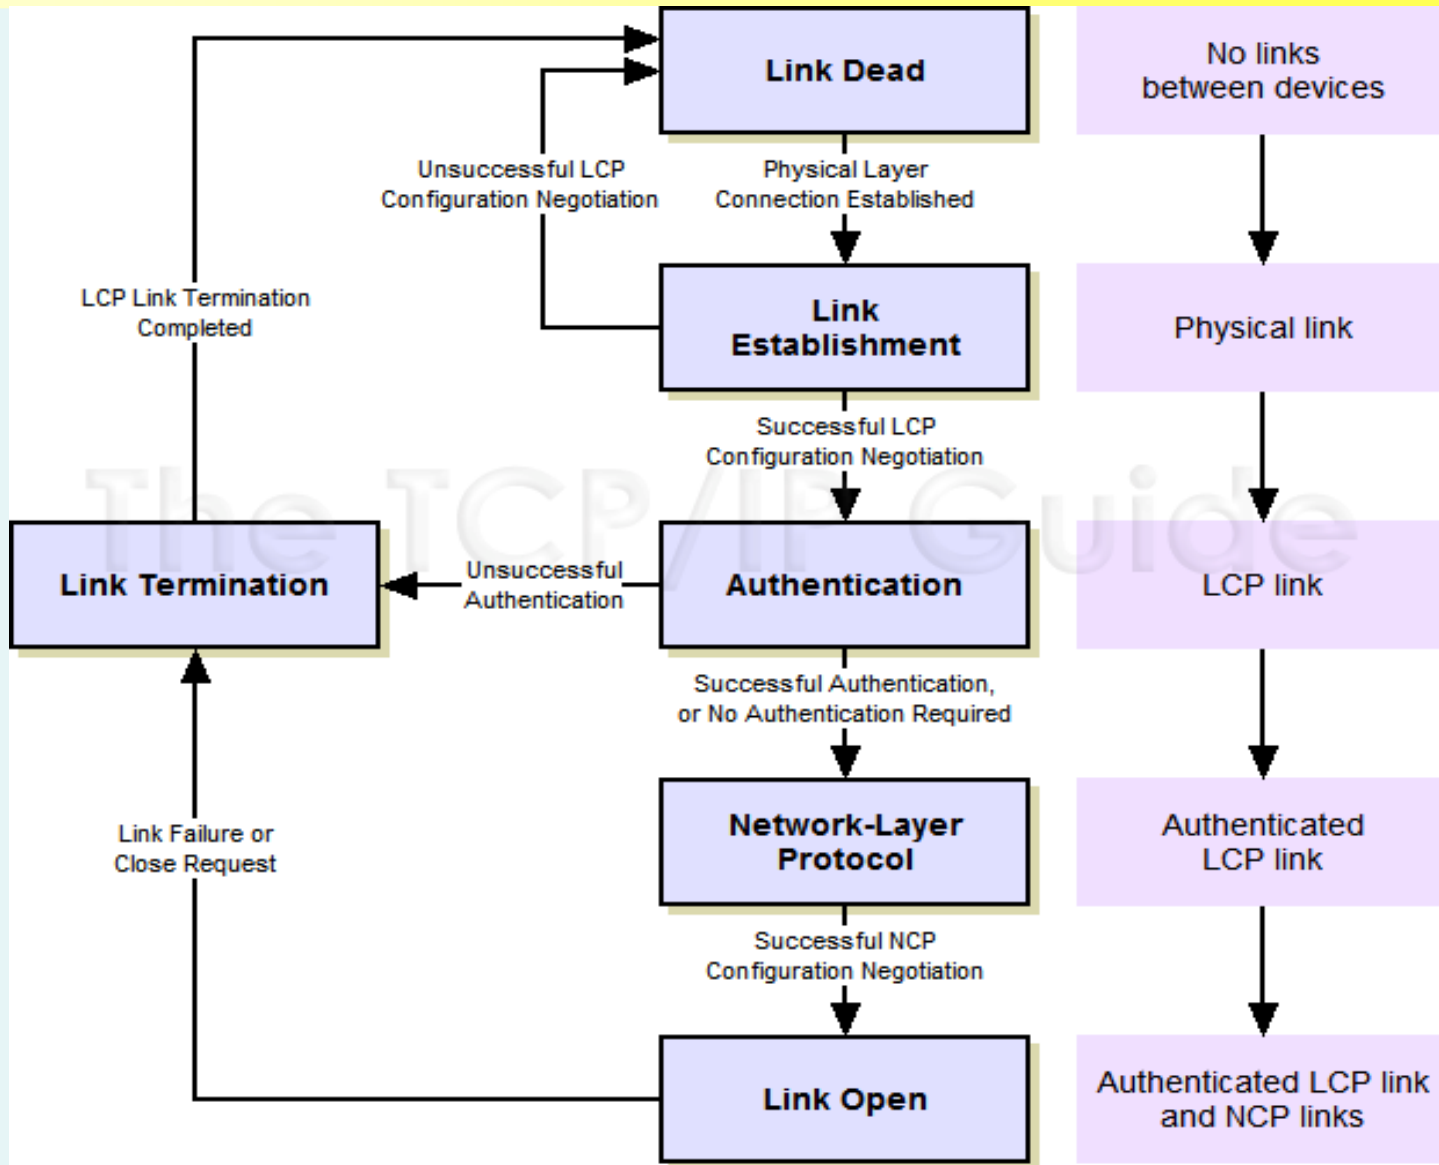 Link Dead
No links
between devices
Unsuccessful LCP
Configuration Negotiation
Physical Layer
Connection Established
LCP Link Termination
Completed
Link
Establishment
Physical link
Successful LCP
Configuration Negotiation
The TCP/IP Guide
Link Termination
Unsuccessful
Authentication
Authentication
LCP link
Successful Authentication,
or No Authentication Required
Link Failure or
Close Request
Network-Layer
Protocol
Authenticated
LCP link
Successful NCP
Configuration Negotiation
Link Open
Authenticated LCP link
and NCP links